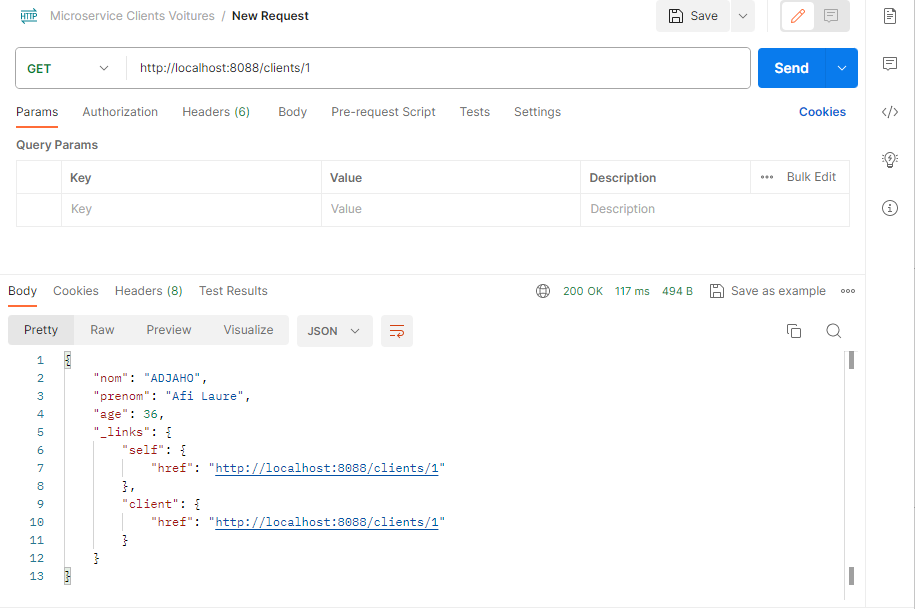 HTTP Microservice Clients Voitures / New Request Save
GET http://localhost:8088/clients/1 Send
Params Authorization Headers (6) Body Pre-request Script Tests Settings Cookies
Query Params
Key Value Description ••• Bulk Edit
Key Value Description
Body Cookies Headers (8) Test Results 200 OK 117 ms 494 B Save as example
Pretty Raw Preview Visualize JSON
1 {
2 "nom": "ADJAHO",
3 "prenom": "Afi Laure",
4 "age": 36,
5 "_links": {
6 "self": {
7 "href": "http://localhost:8088/clients/1"
8 },
9 "client": {
10 "href": "http://localhost:8088/clients/1"
11 }
12 }
13 }